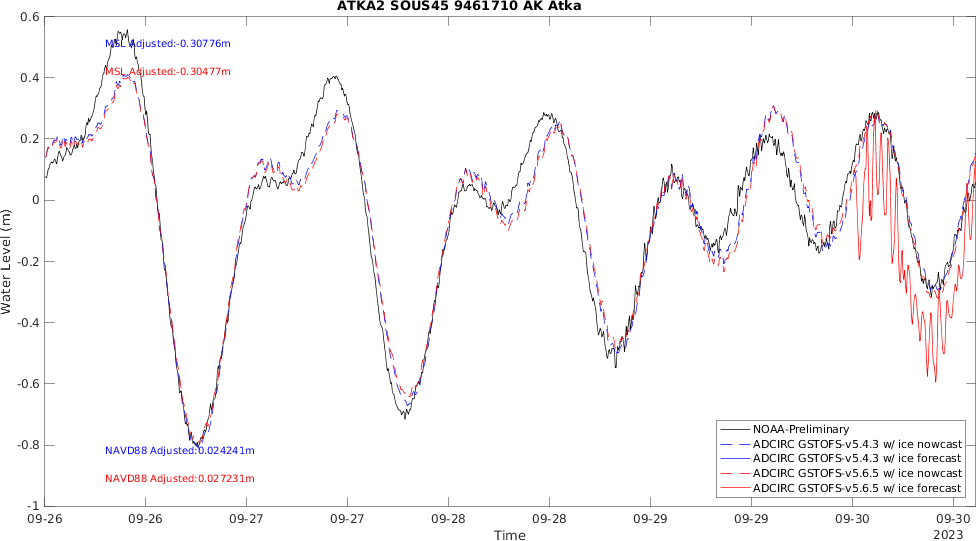 ATKA2 SOUS45 9461710 AK Atka
0.6
MSL Adjusted:-0.30776m
0.4
MSL Adjusted:-0.30477m
0.2
0
-0.2
-0.4
-0.6
-0.8
-1
Water Level (m)
NAVD88 Adjusted:0.024241m
NAVD88 Adjusted:0.027231m
NOAA-Preliminary
ADCIRC GSTOFS-v5.4.3 w/ ice nowcast
ADCIRC GSTOFS-v5.4.3 w/ ice forecast
ADCIRC GSTOFS-v5.6.5 w/ ice nowcast
ADCIRC GSTOFS-v5.6.5 w/ ice forecast
09-26 09-26 09-27 09-27 09-28 09-28 09-29 09-29 09-30 09-30
Time
2023